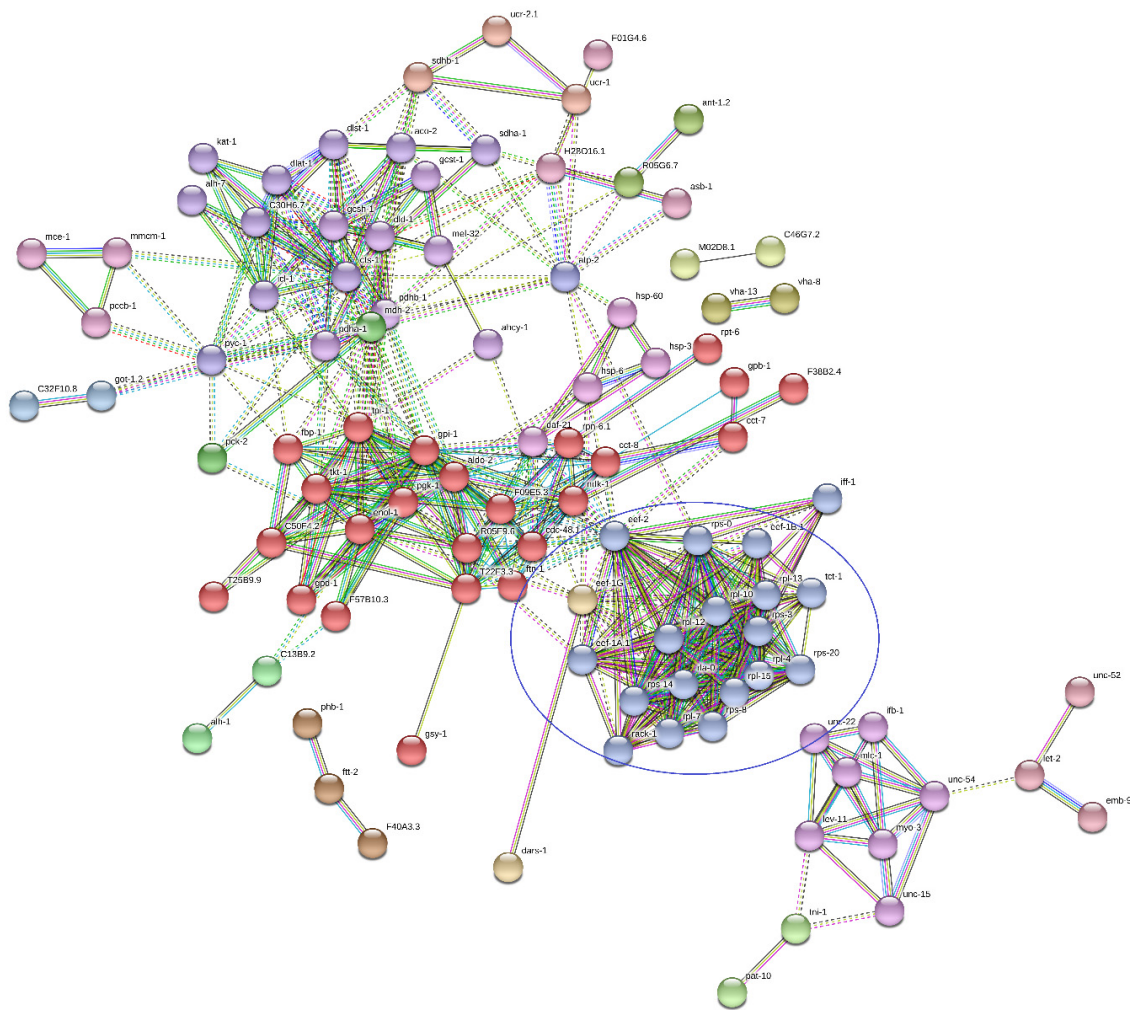 ucr-2.1
F01G4.6
sdhb-1
ucr-1
ant-1.2
dlst-1
aco-2
sdha-1
kat-1
dlat-1
gcst-1
H28O16.1
R05G6.7
alh-7
asb-1
C30H6.7
gcsh-1
dld-1
mce-1
mmcm-1
mel-32
M02D8.1
C46G7.2
cts-1
atp-2
icl-1
vha-13
vha-8
pccb-1
pdhb-1
hsp-60
mdh-2
pdha-1
ahcy-1
rpt-6
pyc-1
hsp-3
hsp-6
gpb-1
F38B2.4
C32F10.8
got-1.2
tpi-1
fbp-1
gpi-1
daf-21
rpn-6.1
cct-7
pck-2
cct-8
aldo-2
tkt-1
pgk-1
F09E5.3
ndk-1
iff-1
enol-1
C50F4.2
R05F9.6
cdc-48.1
eef-2
rps-0
eef-1B.1
T25B9.9
gpd-1
F57B10.3
T22F3.3
ftn-1
eef-1G
rpl-13
tct-1
rpl-10
rps-3
rpl-12
C13B9.2
eef-1A.1
rpl-4
rps-20
rla-0
rpl-15
rps-14
unc-52
alh-1
phb-1
rps-8
rpl-7
rack-1
gsy-1
unc-22
ifb-1
mlc-1
unc-54
let-2
ftt-2
emb-9
lev-11
myo-3
F40A3.3
dars-1
unc-15
tni-1
pat-10